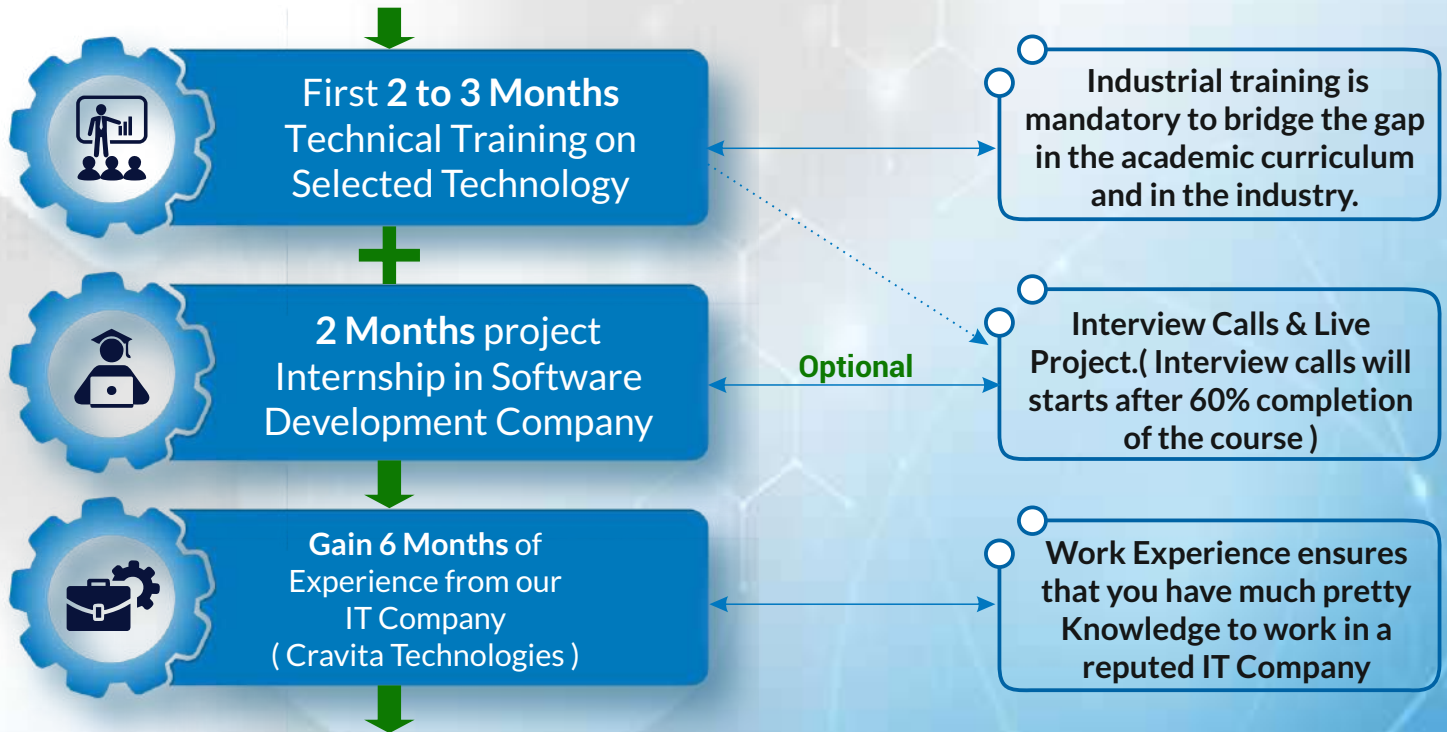 First 2 to 3 Months
Technical Training on
Selected Technology
Industrial training is
mandatory to bridge the gap
in the academic curriculum
and in the industry.
2 Months project
Internship in Software
Development Company
Optional
Interview Calls & Live
Project.( Interview calls will
starts after 60% completion
of the course )
Gain 6 Months of
Experience from our
IT Company
( Cravita Technologies )
Work Experience ensures
that you have much pretty
Knowledge to work in a
reputed IT Company